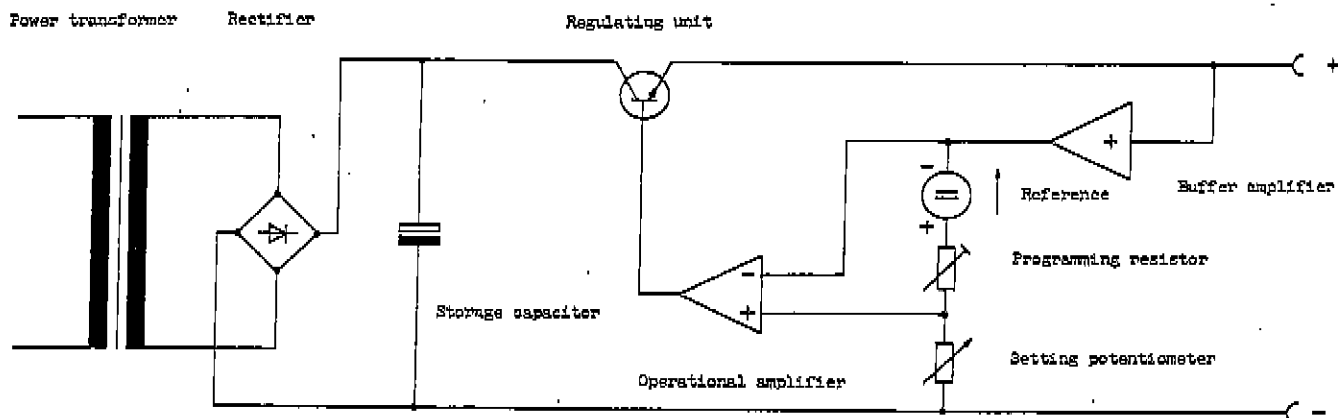 Power transformer
Rectifier
Regulating unit
+
-
+
Buffer amplifier
Reference
+
Programming resistor
-
Storage capacitor
+
Setting potentiometer
Operational amplifier
-